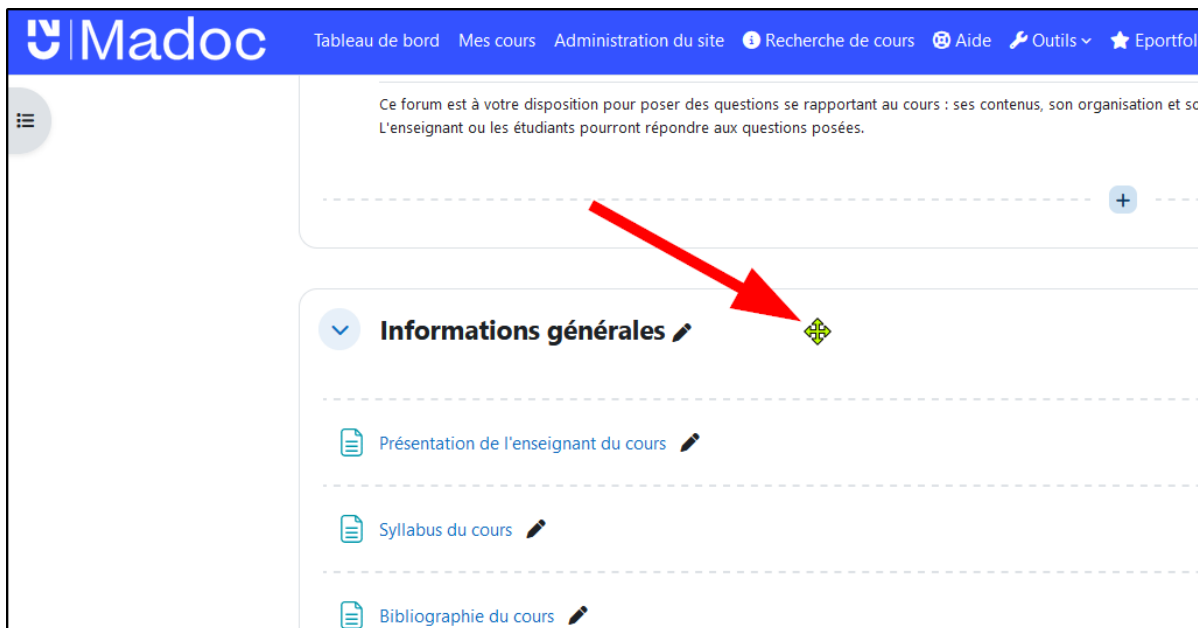 Madoc
Tableau de bord Mes cours Administration du site Recherche de cours Aide Outils Eportfol
Ce forum est à votre disposition pour poser des questions se rapportant au cours : ses contenus, son organisation et so
L'enseignant ou les étudiants pourront répondre aux questions posées.
Informations générales
Présentation de l'enseignant du cours
Syllabus du cours
Bibliographie du cours